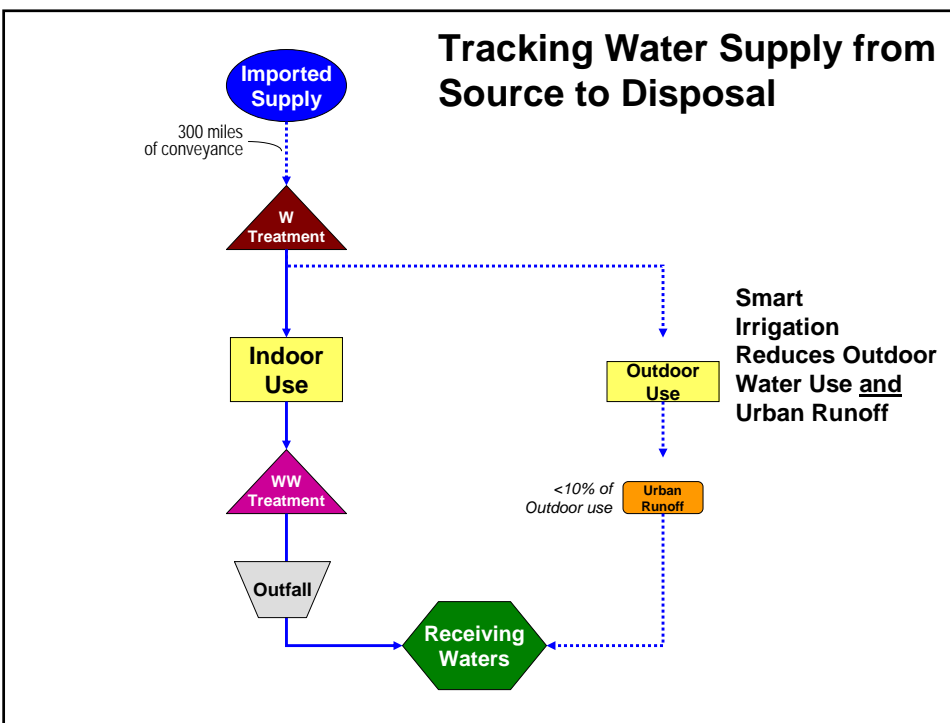 Tracking Water Supply from
Source to Disposal
Imported
Supply
300 miles
of conveyance
W
Treatment
Indoor
Use
Outdoor
Use
Smart
Irrigation
Reduces Outdoor
Water Use and
Urban Runoff
WW
Treatment
<10% of
Outdoor use
Urban
Runoff
Outfall
Receiving
Waters